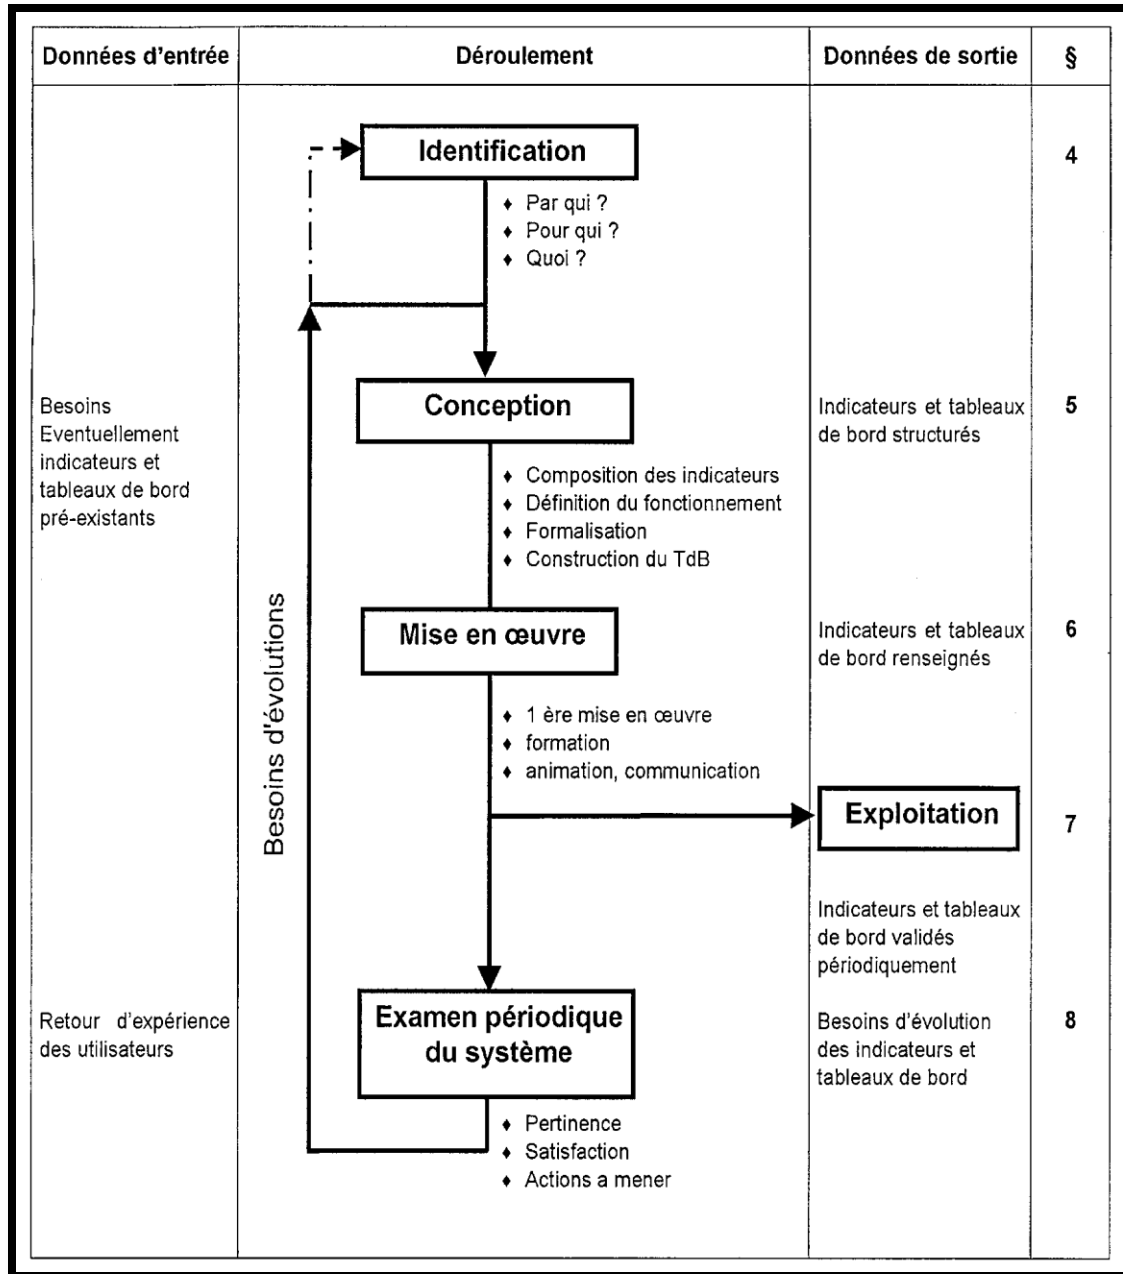 Données d'entrée
Déroulement
Données de sortie
§
Identification
4
♦ Par qui ?
♦ Pour qui ?
♦ Quoi ?
Conception
Besoins
Eventuellement
indicateurs et
tableaux de bord
pré-existants
Indicateurs et tableaux
de bord structurés
5
♦ Composition des indicateurs
♦ Définition du fonctionnement
♦ Formalisation
♦ Construction du TdB
Besoins d'évolutions
Mise en œuvre
Indicateurs et tableaux
de bord renseignés
6
♦ 1 ère mise en œuvre
♦ formation
♦ animation, communication
Exploitation
7
Indicateurs et tableaux
de bord validés
périodiquement
Retour d'expérience
des utilisateurs
Examen périodique
du système
Besoins d'évolution
des indicateurs et
tableaux de bord
8
♦ Pertinence
♦ Satisfaction
♦ Actions a mener